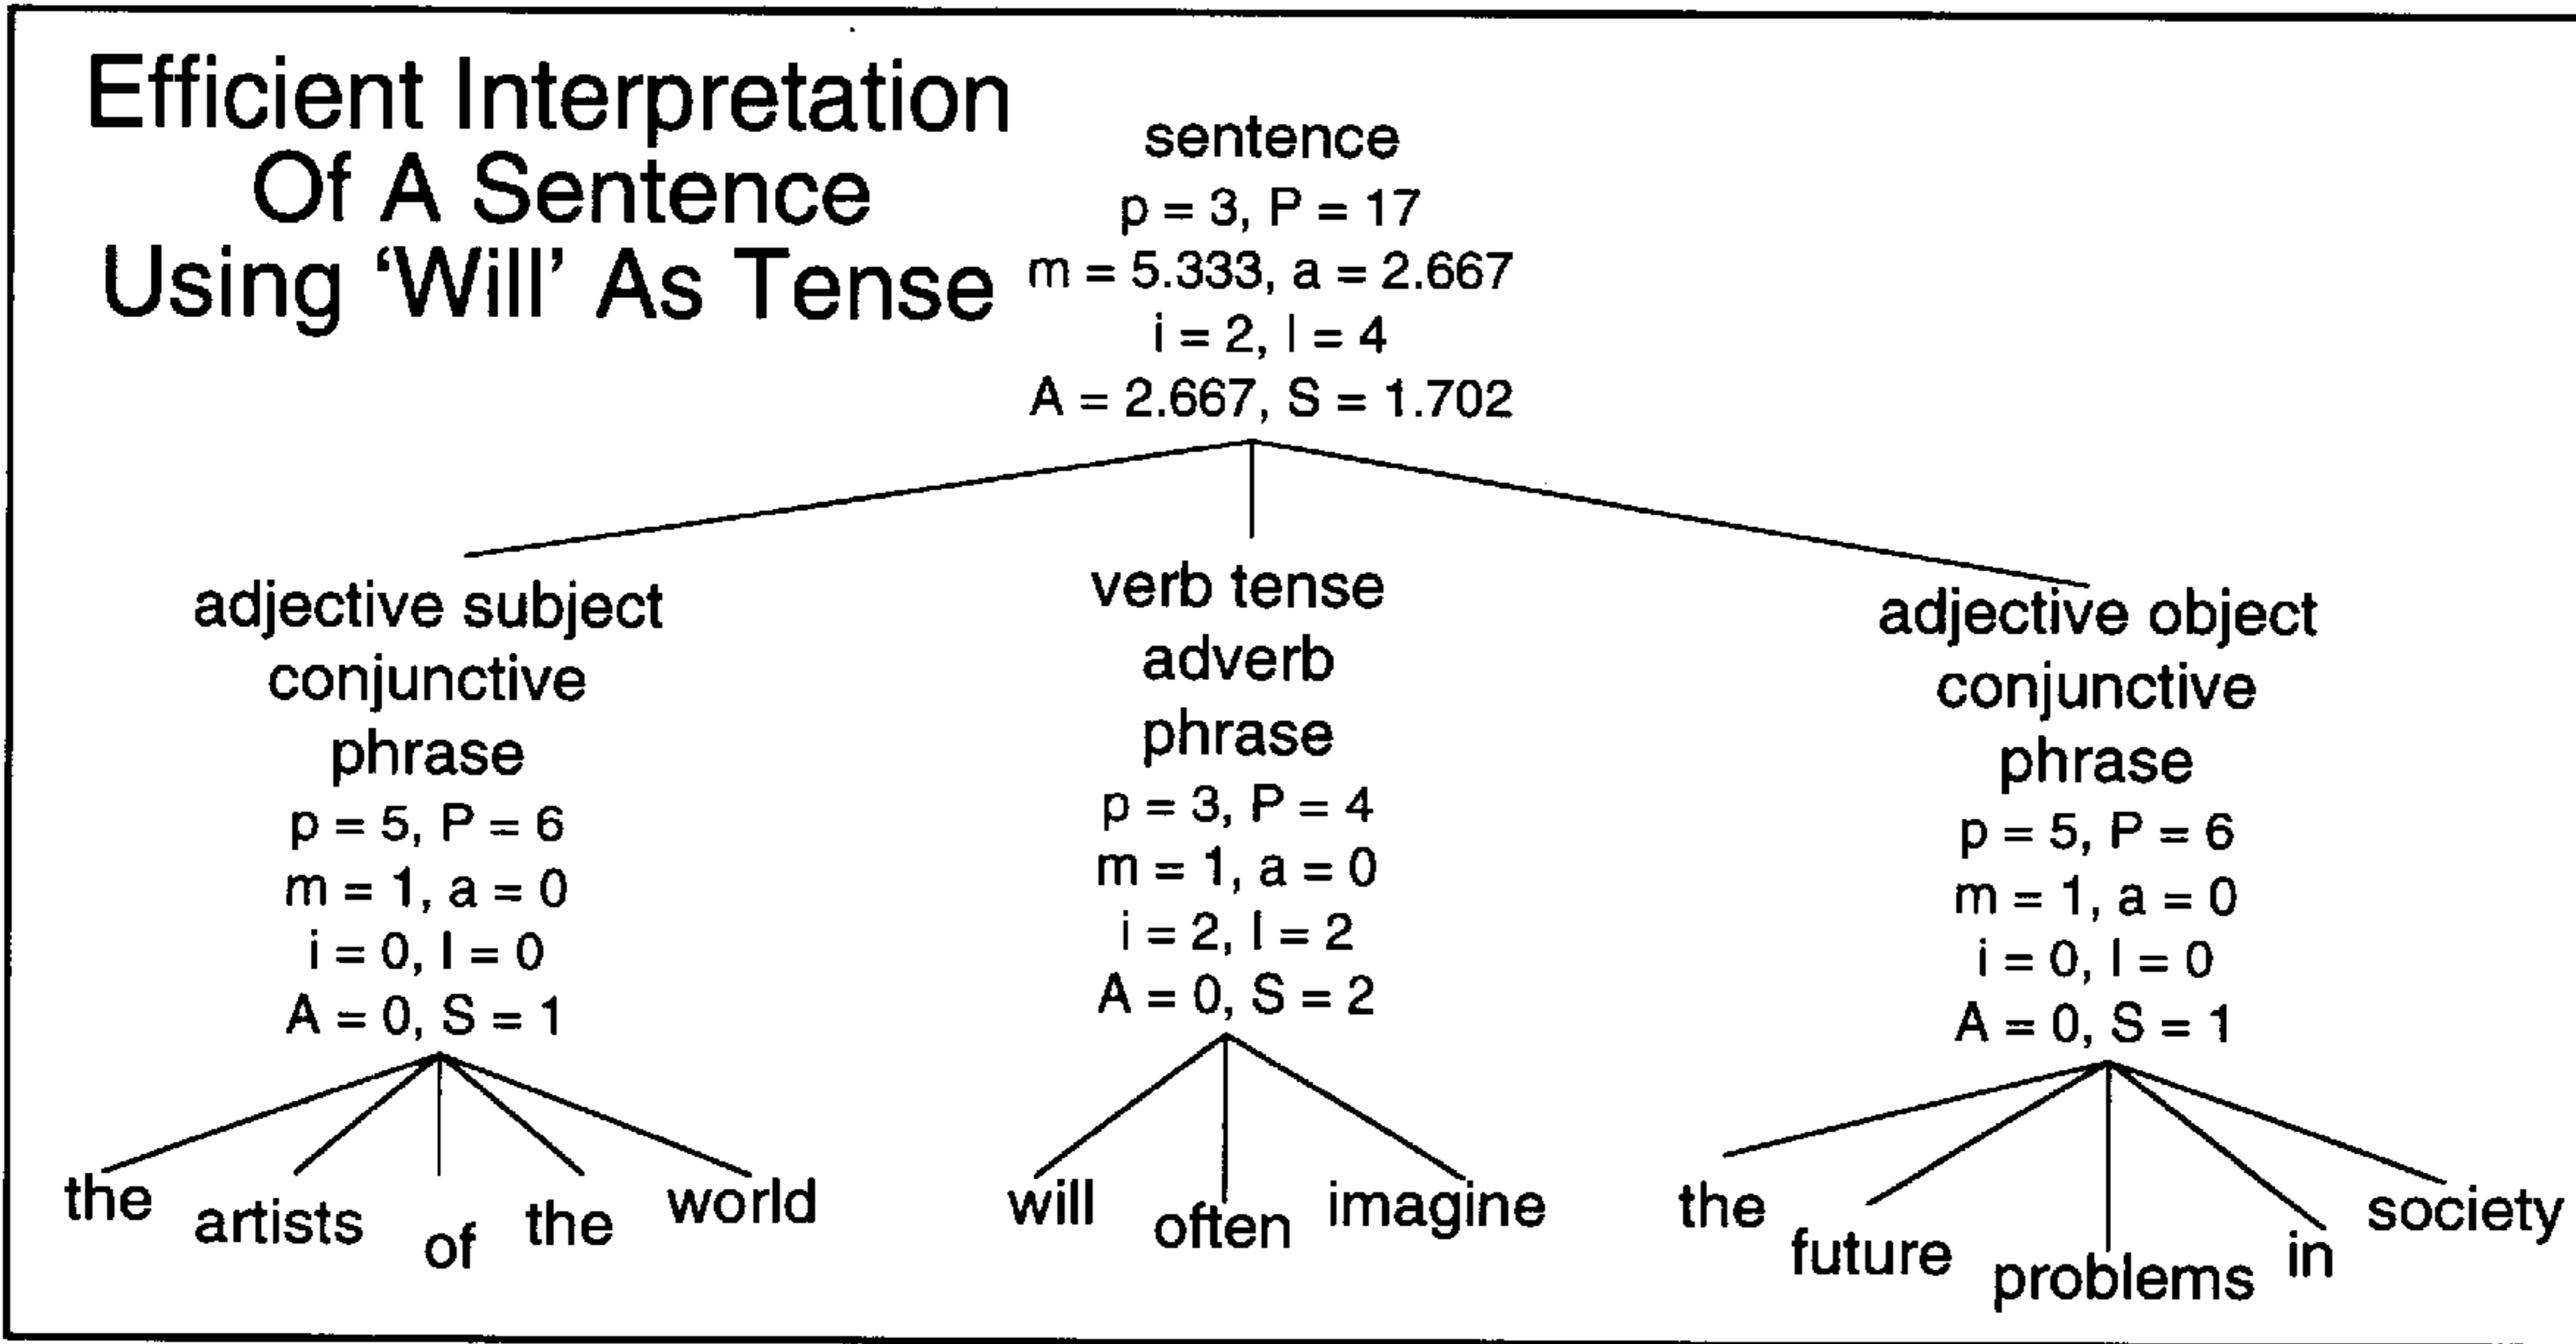 Efficient Interpretation
Of A Sentence
Using ‘Will’ As Tense
sentence
p = 3, P = 17
m = 5.333, a = 2.667
i = 2, I = 4
A = 2.667, S = 1.702
adjective subject
conjunctive
phrase
p = 5, P = 6
m = 1, a = 0
i = 0, I = 0
A = 0, S = 1
verb tense
adverb
phrase
p = 3, P = 4
m = 1, a = 0
i = 2, I = 2
A = 0, S = 2
adjective object
conjunctive
phrase
p = 5, P = 6
m = 1, a = 0
i = 0, I = 0
A = 0, S = 1
the artists of the world
will often imagine
the future problems in society